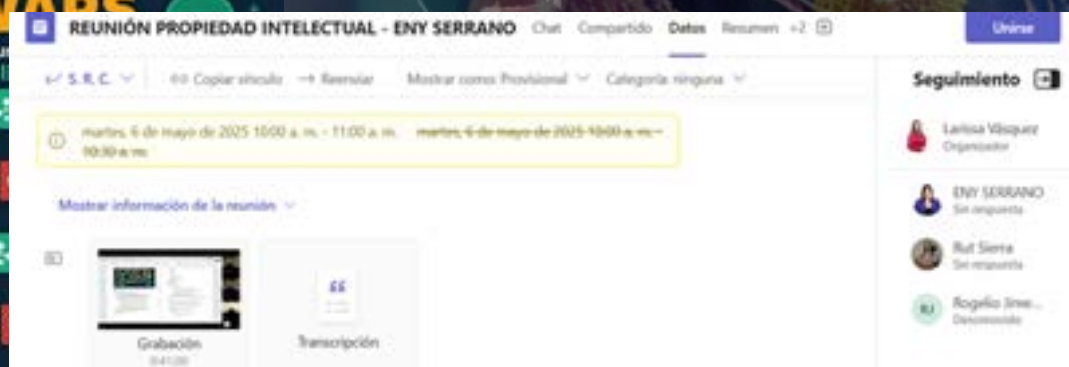 REUNIÓN PROPIEDAD INTELECTUAL - ENY SERRANO Chat Compartido Datos Resumen +2
Unirse
S. R. C. Copiar vínculo Reenviar Mostrar como: Provisional Categoría ninguna
Seguimiento
martes, 6 de mayo de 2025 10:00 a. m. - 11:00 a. m. martes, 6 de mayo de 2025 10:00 a. m. -
10:30 a. m.
Larissa Vásquez
Organizador
Mostrar información de la reunión
ENY SERRANO
Sin respuesta
Rut Sierra
Sin respuesta
RJ
Rogelio Jime...
Desconocido
Grabación
Transcripción